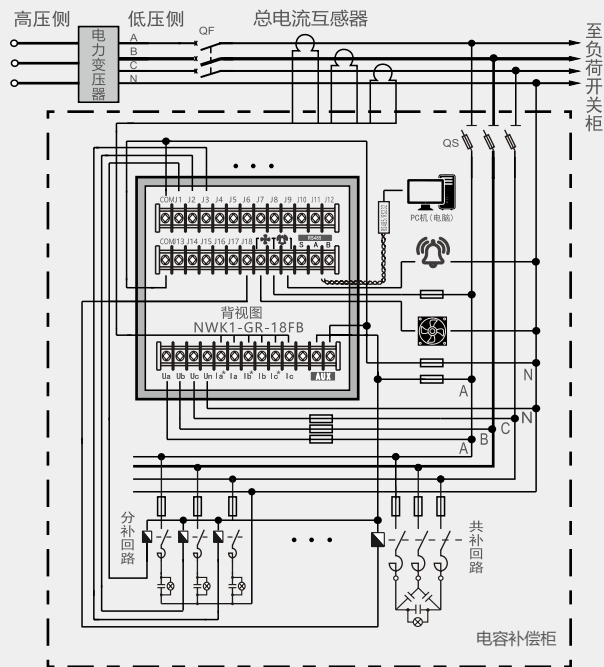 高压侧
低压侧
QF
总电流互感器
电力变压器
A
B
C
N
至负荷开关柜
QS
COM J1 J2 J3 J4 J5 J6 J7 J8 J9 J10 J11 J12
RS485 RS232
PC机(电脑)
COM J13 J14 J15 J16 J17 J18
RS485
S A B
背视图
NWK1-GR-18FB
Ua Ub Uc Un Ia* Ia Ib* Ib Ic* Ic AUX
N
A
N
C
B
A
分补回路
共补回路
电容补偿柜